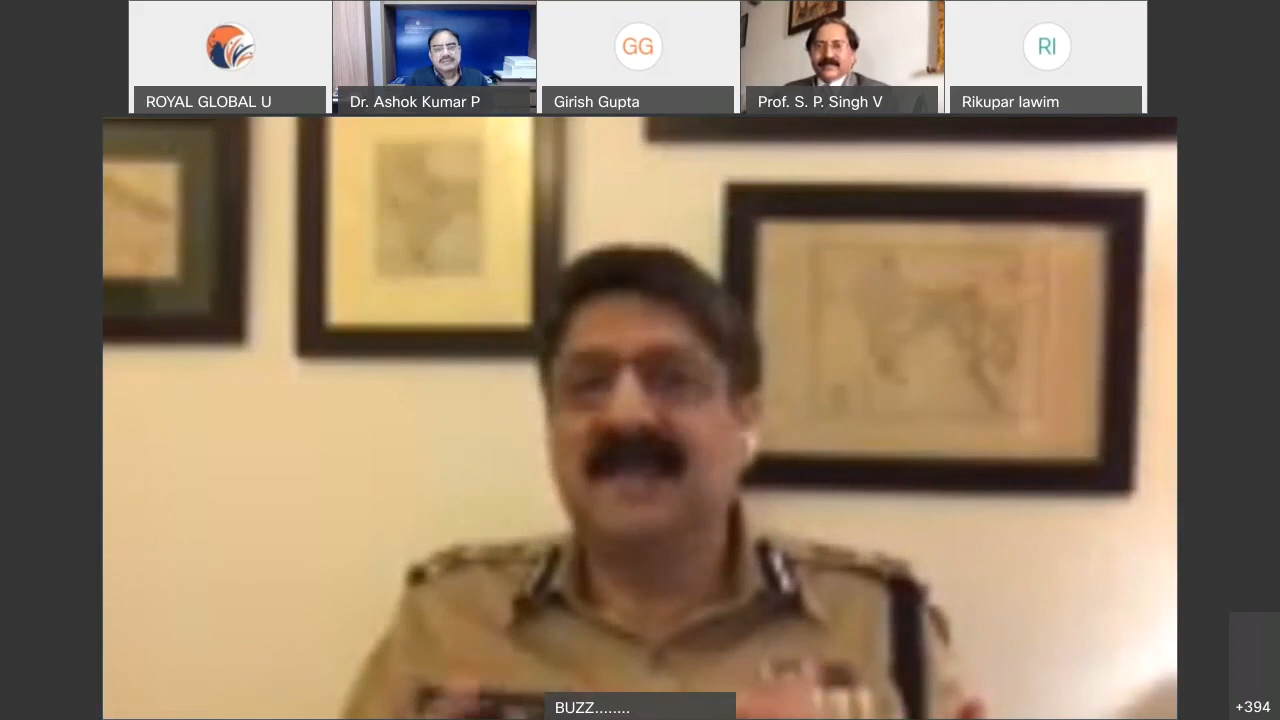 ROYAL GLOBAL U
Dr. Ashok Kumar P
GG
Girish Gupta
Prof. S. P. Singh V
RI
Rikupar lawim
BUZZ........
+394